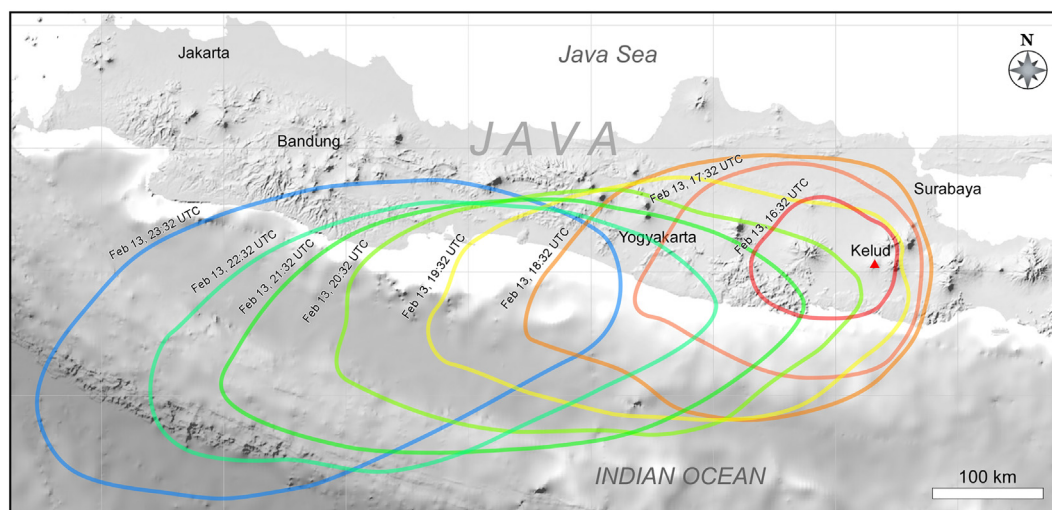 Jakarta
Java Sea
N
Bandung
JAVA
Surabaya
Feb 13, 17:32 UTC
Feb 13, 16:32 UTC
Feb 13, 23:32 UTC
Yogyakarta
Kelud
Feb 13, 22:32 UTC
Feb 13, 21:32 UTC
Feb 13, 20:32 UTC
Feb 13, 19:32 UTC
Feb 13, 18:32 UTC
INDIAN OCEAN
100 km